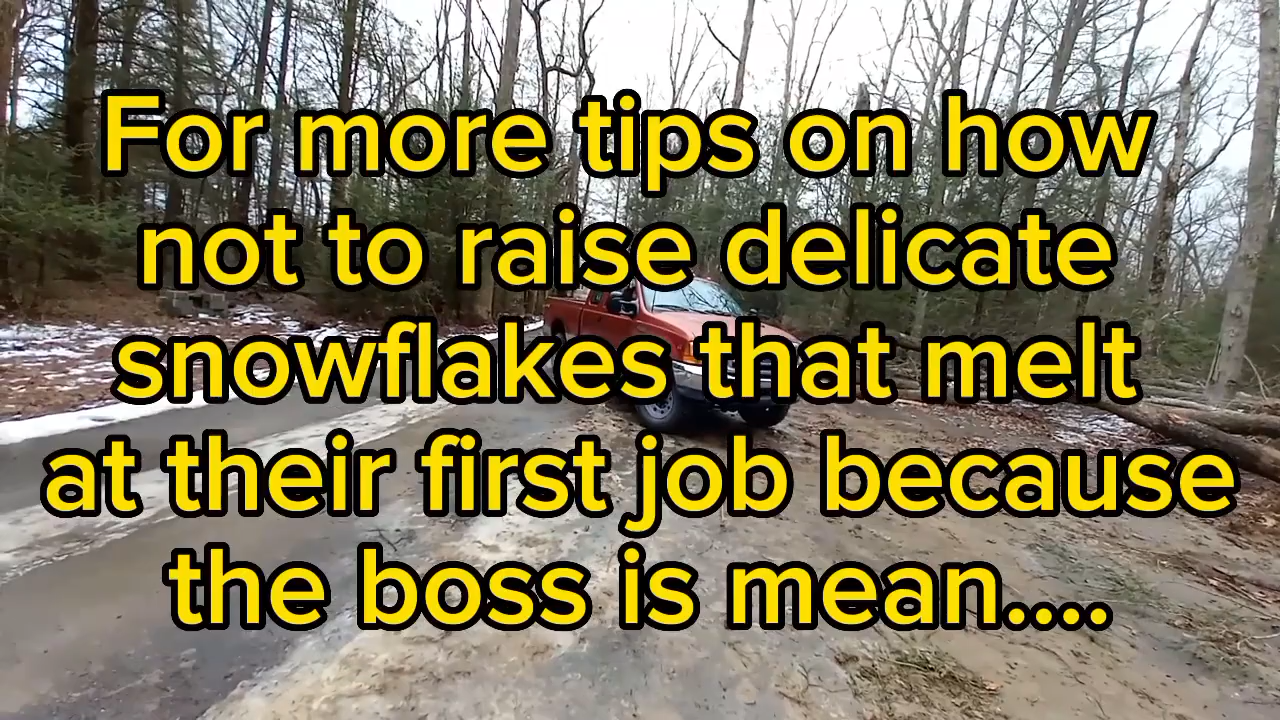 For more tips on how
not to raise delicate
snowflakes that melt
at their first job because
the boss is mean....